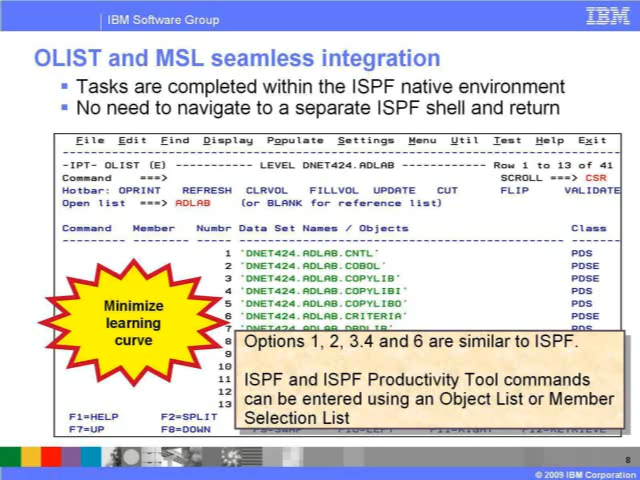 IBM Software Group
IBM
OLIST and MSL seamless integration
Tasks are completed within the ISPF native environment
No need to navigate to a separate ISPF shell and return
File Edit Find Display Populate Settings Menu Util Test Help Exit
-IPT- OLIST (E) ----------- LEVEL DNET424.ADLAB ----------- Row 1 to 13 of 41
Command ===> SCROLL ===> CSR
Hotbar: OPRINT REFRESH CLRVOL FILLVOL UPDATE CUT FLIP VALIDATE
Open list ===> ADLAB (or BLANK for reference list)
Command Member Numbr Data Set Names / Objects Class
1 'DNET424.ADLAB.CNTL' PDS
2 'DNET424.ADLAB.COBOL' PDSE
3 'DNET424.ADLAB.COPYLIB' PDSE
4 'DNET424.ADLAB.COPYLIBI' PDS
5 'DNET424.ADLAB.COPYLIBO' PDS
6 'DNET424.ADLAB.CRITERIA' PDSE
7 'DNET424.ADLAB.DBDLIB' PDS
8
9
10
11
12
13
Minimize
learning
curve
Options 1, 2, 3.4 and 6 are similar to ISPF.
ISPF and ISPF Productivity Tool commands
can be entered using an Object List or Member
Selection List
F1=HELP F2=SPLIT
F7=UP F8=DOWN F9=SWAP F10=LEFT F11=RIGHT F12=RETRIEVE
8
© 2009 IBM Corporation